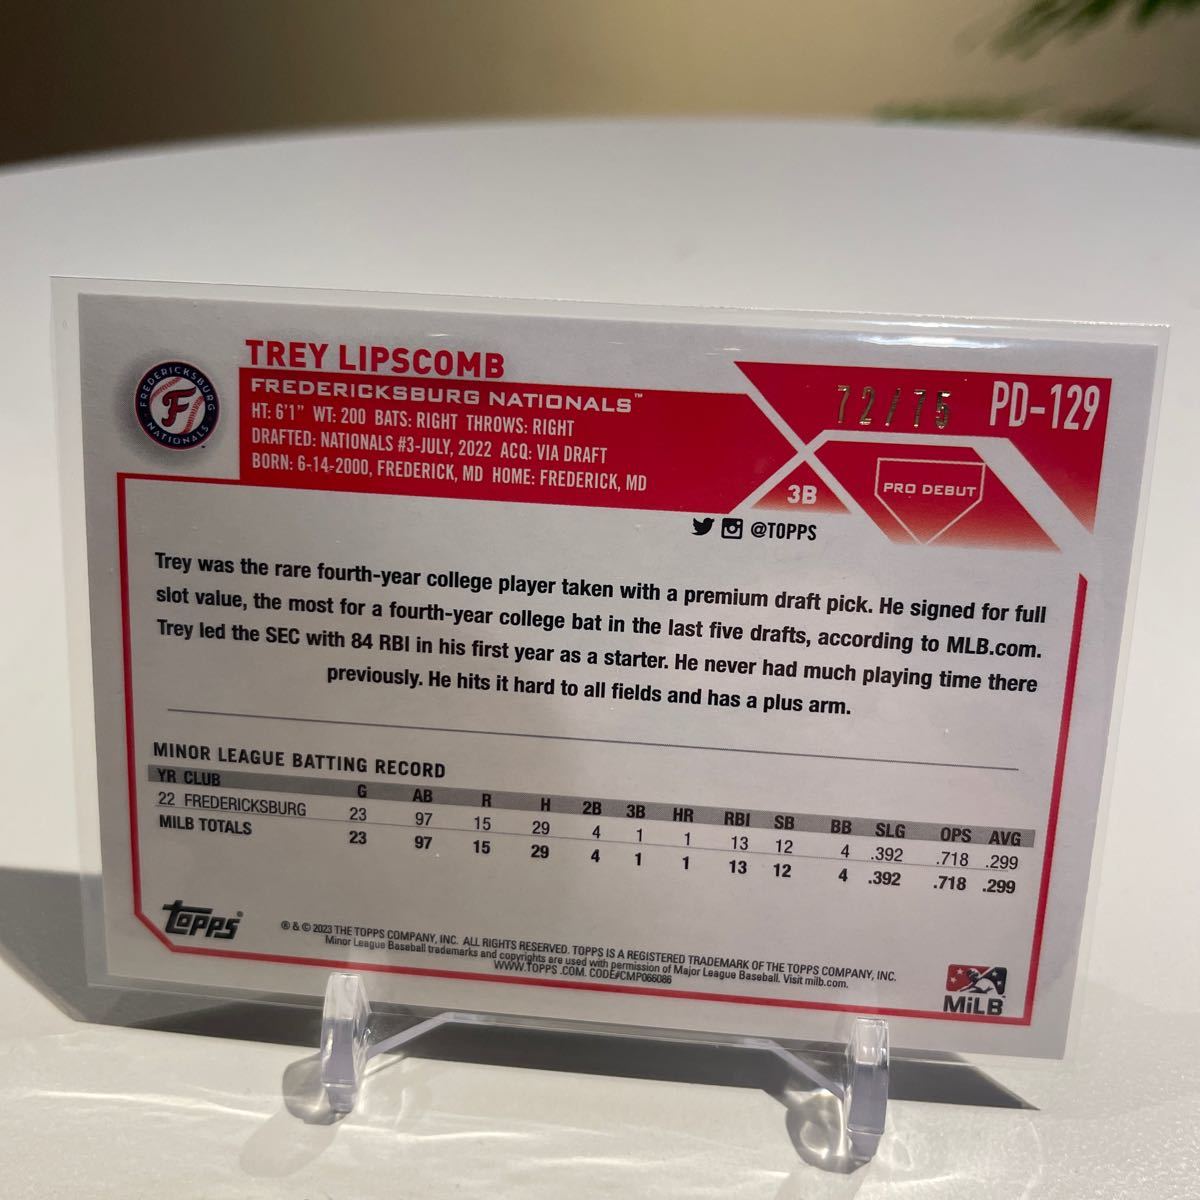 TREY LIPSCOMB
FREDERICKSBURG NATIONALS™
HT: 6'1" WT: 200 BATS: RIGHT THROWS: RIGHT
DRAFTED: NATIONALS #3-JULY, 2022 ACQ: VIA DRAFT
BORN: 6-14-2000, FREDERICK, MD HOME: FREDERICK, MD
FREDERICKSBURG
F
NATIONALS
72/75
PD-129
3B
PRO DEBUT
@TOPPS
Trey was the rare fourth-year college player taken with a premium draft pick. He signed for full
slot value, the most for a fourth-year college bat in the last five drafts, according to MLB.com.
Trey led the SEC with 84 RBI in his first year as a starter. He never had much playing time there
previously. He hits it hard to all fields and has a plus arm.
MINOR LEAGUE BATTING RECORD
YR CLUB G AB R H 2B 3B HR RBI SB BB SLG OPS AVG
22 FREDERICKSBURG 23 97 15 29 4 1 1 13 12 4 .392 .718 .299
MILB TOTALS 23 97 15 29 4 1 1 13 12 4 .392 .718 .299
Topps®
® & © 2023 THE TOPPS COMPANY, INC. ALL RIGHTS RESERVED. TOPPS IS A REGISTERED TRADEMARK OF THE TOPPS COMPANY, INC.
Minor League Baseball trademarks and copyrights are used with permission of Major League Baseball. Visit milb.com.
WWW.TOPPS.COM. CODE#CMP066086
MiLB